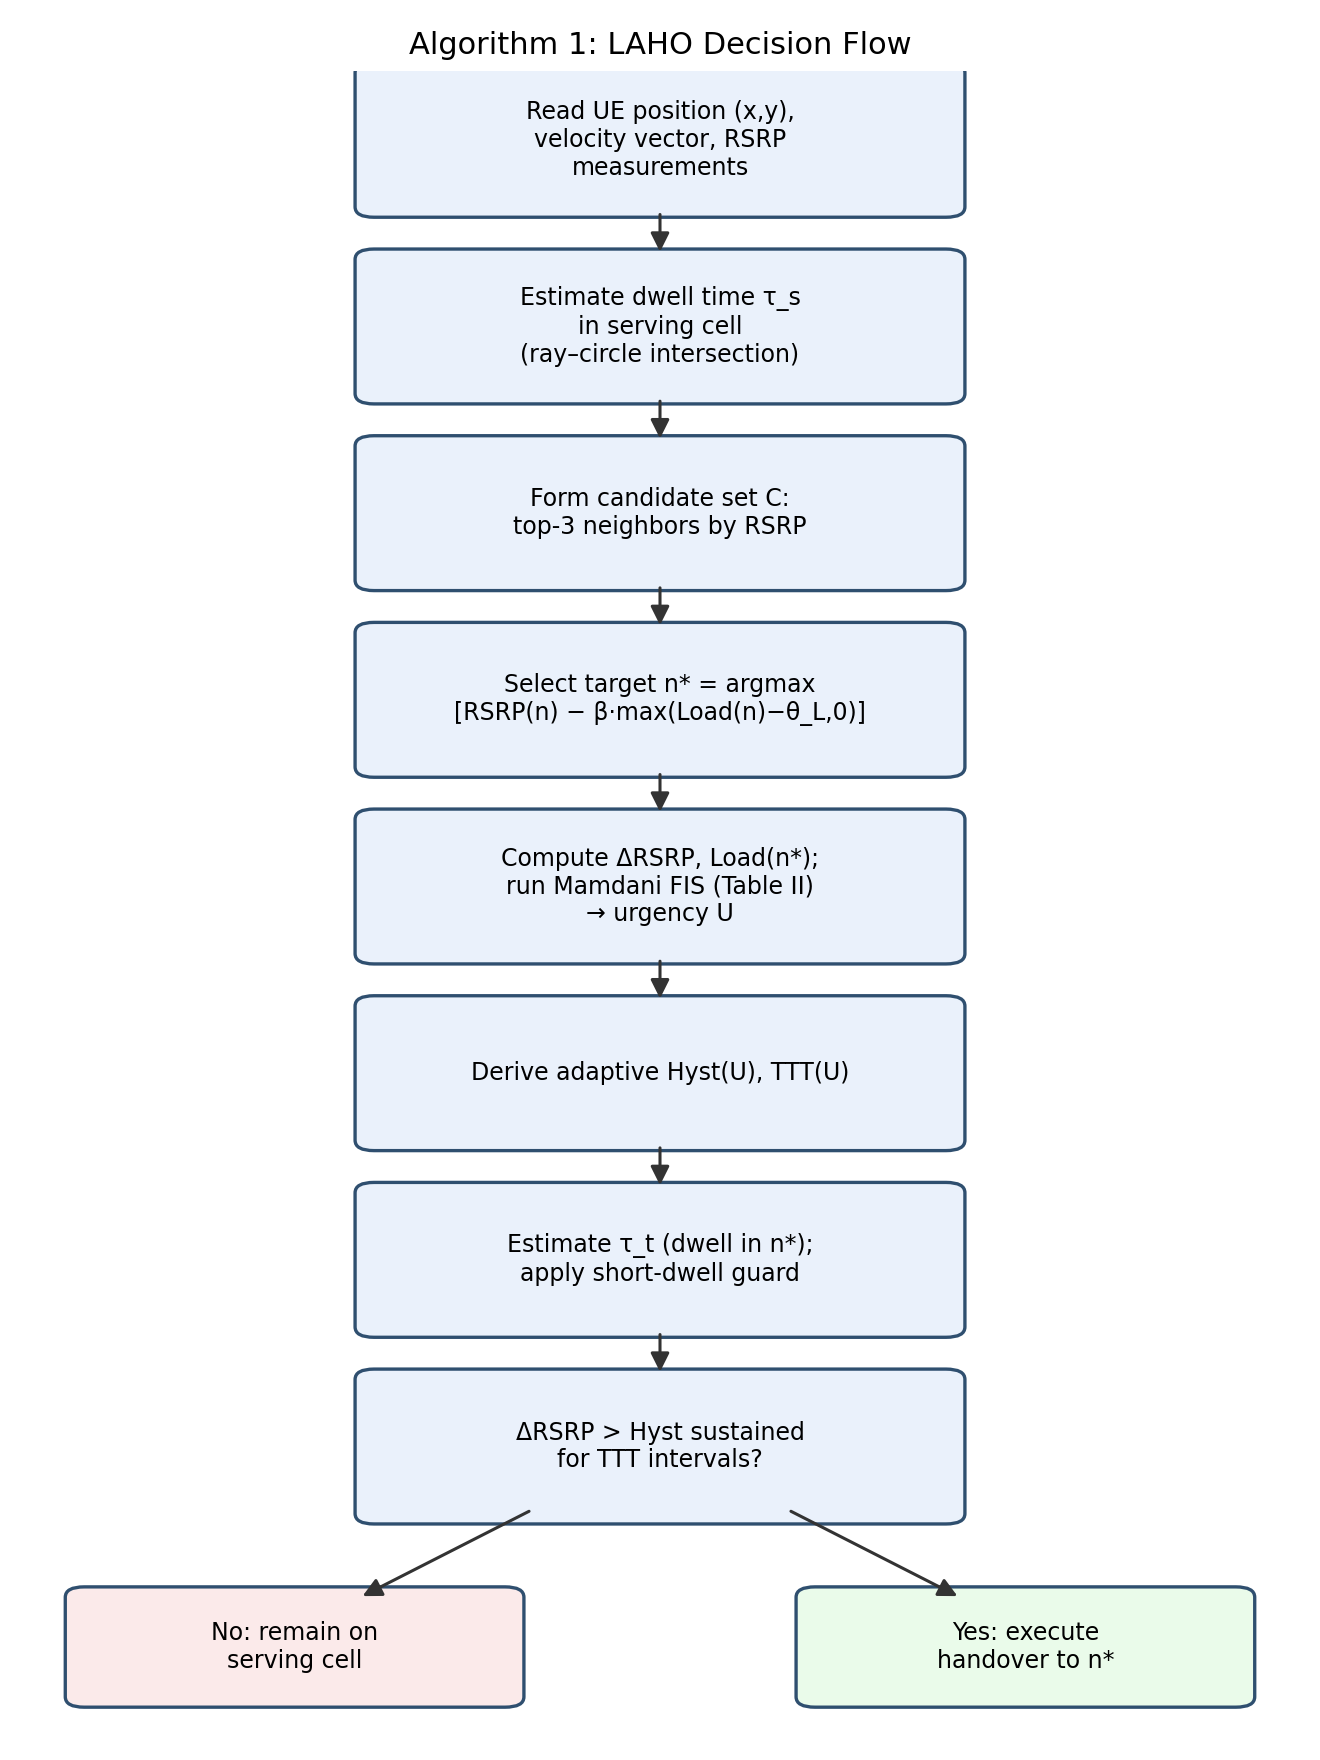 Algorithm 1: LAHO Decision Flow
Read UE position (x,y),
velocity vector, RSRP
measurements
Estimate dwell time τ_s
in serving cell
(ray–circle intersection)
Form candidate set C:
top-3 neighbors by RSRP
Select target n* = argmax
[RSRP(n) − β·max(Load(n)−θ_L,0)]
Compute ΔRSRP, Load(n*);
run Mamdani FIS (Table II)
→ urgency U
Derive adaptive Hyst(U), TTT(U)
Estimate τ_t (dwell in n*);
apply short-dwell guard
ΔRSRP > Hyst sustained
for TTT intervals?
No: remain on
serving cell
Yes: execute
handover to n*